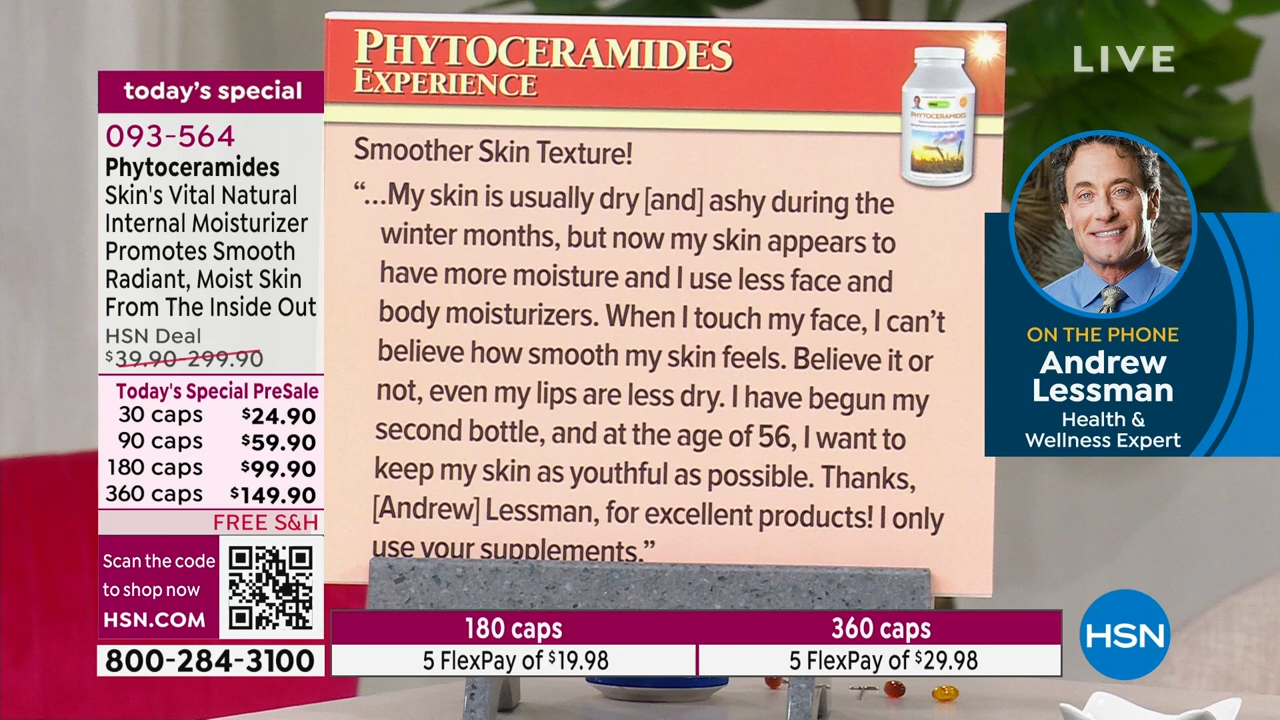 LIVE
today's special
093-564
Phytoceramides
Skin's Vital Natural
Internal Moisturizer
Promotes Smooth
Radiant, Moist Skin
From The Inside Out
HSN Deal
$39.90-299.90
Today's Special PreSale
30 caps $24.90
90 caps $59.90
180 caps $99.90
360 caps $149.90
FREE S&H
Scan the code
to shop now
HSN.COM
800-284-3100
PHYTOCERAMIDES
EXPERIENCE
PHYTOCERAMIDES
Smoother Skin Texture!
“...My skin is usually dry [and] ashy during the
winter months, but now my skin appears to
have more moisture and I use less face and
body moisturizers. When I touch my face, I can’t
believe how smooth my skin feels. Believe it or
not, even my lips are less dry. I have begun my
second bottle, and at the age of 56, I want to
keep my skin as youthful as possible. Thanks,
[Andrew] Lessman, for excellent products! I only
use your supplements.”
ON THE PHONE
Andrew
Lessman
Health &
Wellness Expert
180 caps
5 FlexPay of $19.98
360 caps
5 FlexPay of $29.98
HSN